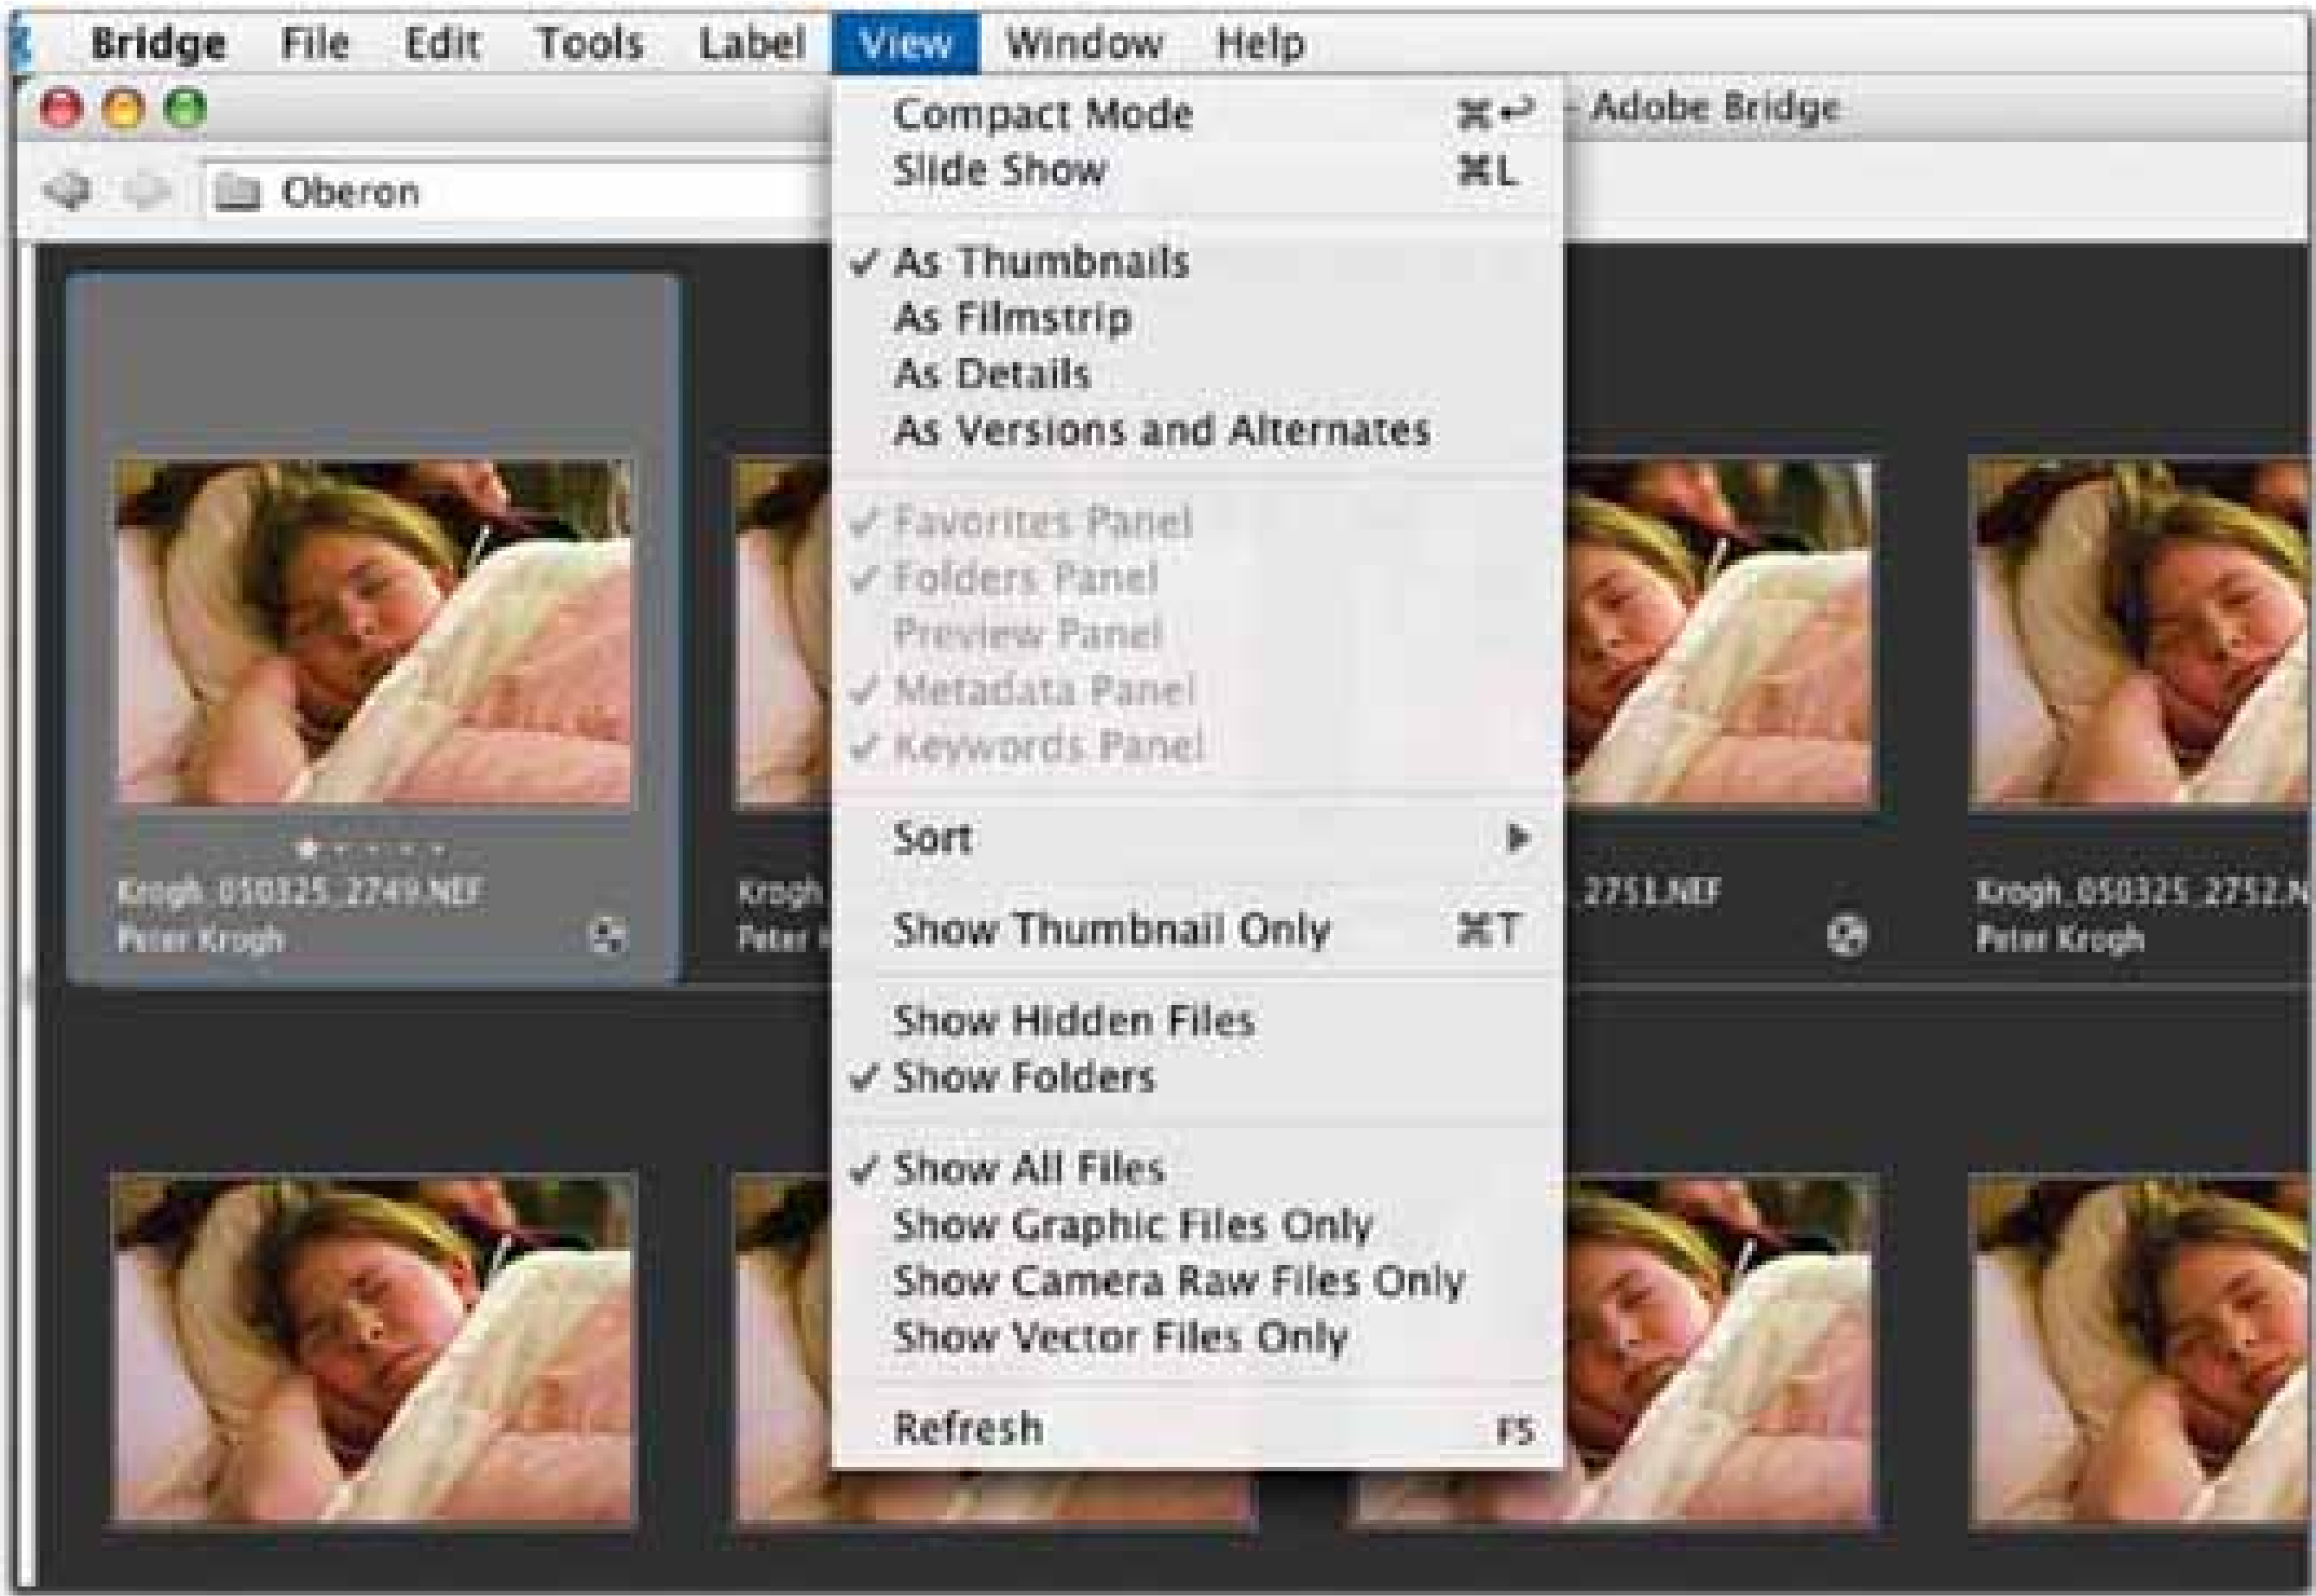 Bridge File Edit Tools Label View Window Help
- Adobe Bridge
Oberon
Compact Mode ⌘↩
Slide Show ⌘L
✓ As Thumbnails
As Filmstrip
As Details
As Versions and Alternates
✓ Favorites Panel
✓ Folders Panel
Preview Panel
✓ Metadata Panel
✓ Keywords Panel
Sort ▶
Show Thumbnail Only ⌘T
Show Hidden Files
✓ Show Folders
✓ Show All Files
Show Graphic Files Only
Show Camera Raw Files Only
Show Vector Files Only
Refresh F5
Krogh_050325_2749.NEF
Peter Krogh
Krogh
Peter
2751.NEF
Krogh_050325_2752.N
Peter Krogh